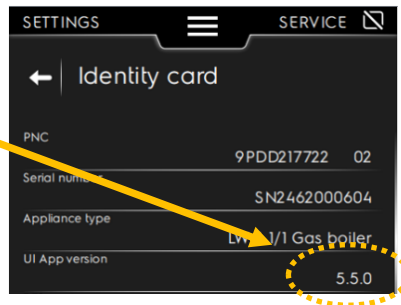 SETTINGS SERVICE
Identity card
PNC
9PDD217722 02
Serial number
SN2462000604
Appliance type
1/1 Gas boiler
UI App version
5.5.0